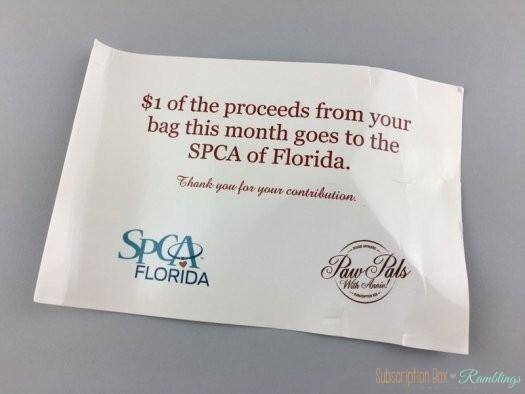 $1 of the proceeds from your
bag this month goes to the
SPCA of Florida.
Thank you for your contribution.
SPCA
FLORIDA
Paw Pals
With Annie!
Subscription Box Ramblings